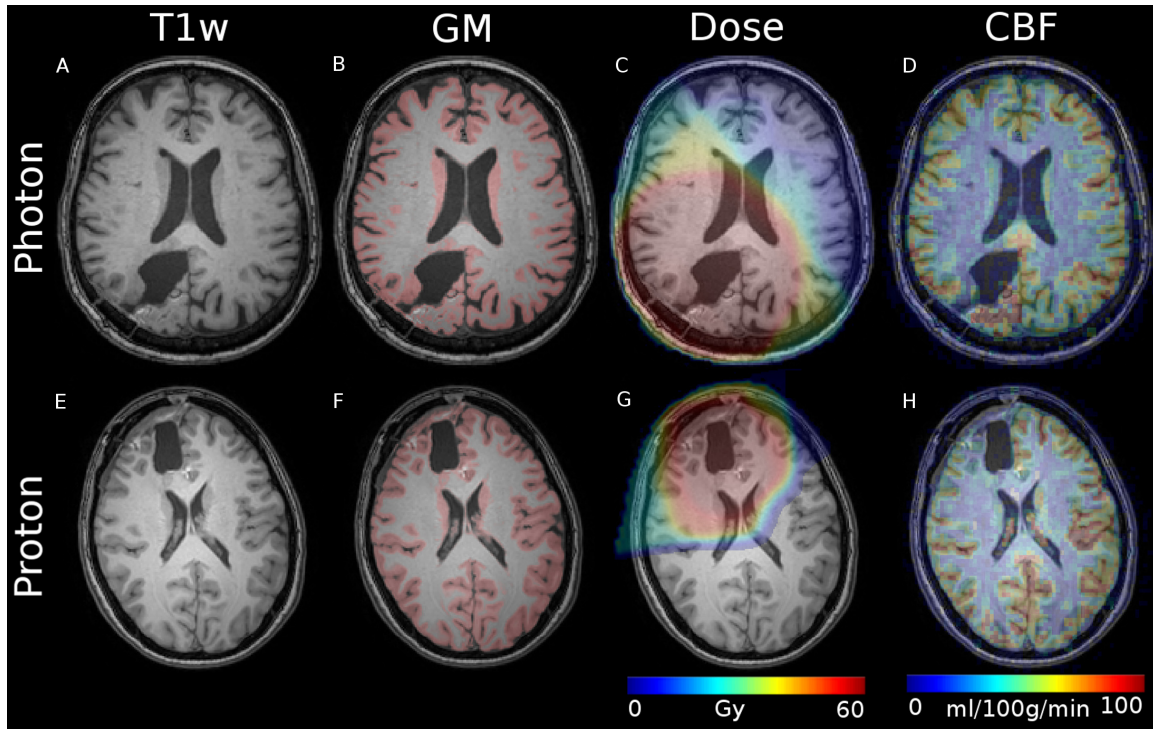 T1w GM Dose CBF
A B C D
Photon
E F G H
Proton
0 Gy 60 0 ml/100g/min 100